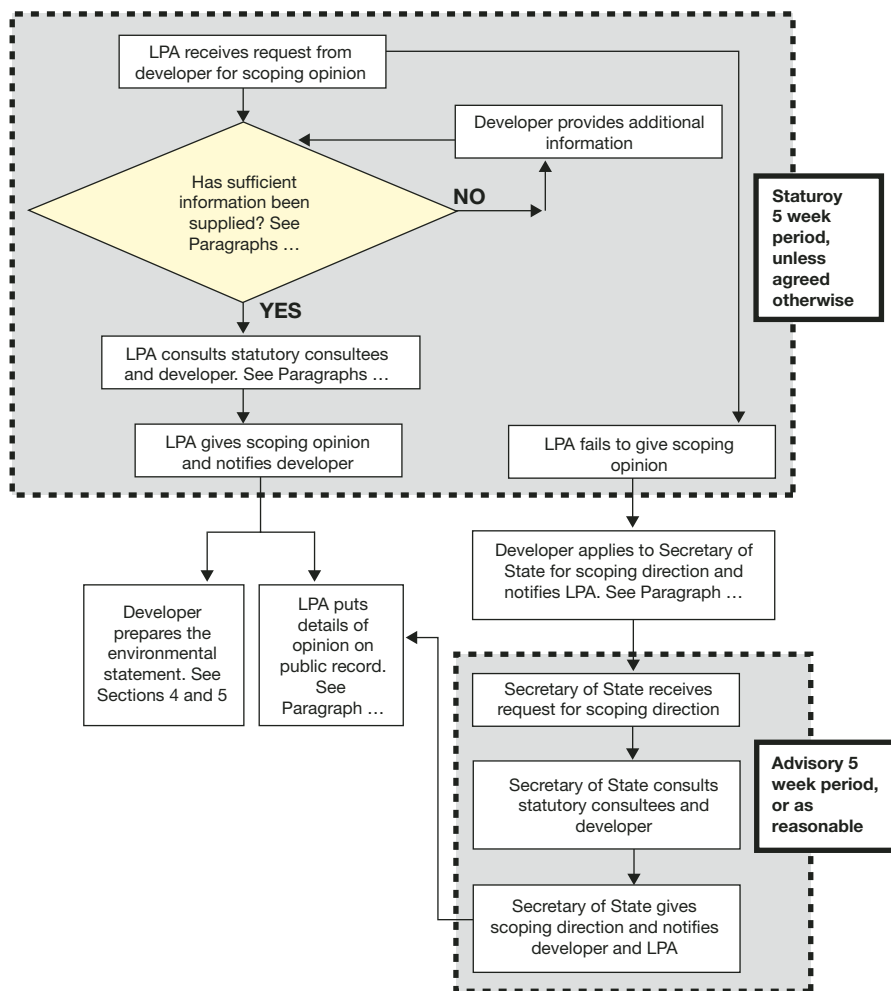 LPA receives request from
developer for scoping opinion
Developer provides additional
information
Has sufficient
information been
supplied? See
Paragraphs …
NO
YES
Staturoy
5 week
period,
unless
agreed
otherwise
LPA consults statutory consultees
and developer. See Paragraphs …
LPA gives scoping opinion
and notifies developer
LPA fails to give scoping
opinion
Developer applies to Secretary of
State for scoping direction and
notifies LPA. See Paragraph …
Developer
prepares the
environmental
statement. See
Sections 4 and 5
LPA puts
details of
opinion on
public record.
See
Paragraph …
Secretary of State receives
request for scoping direction
Secretary of State consults
statutory consultees and
developer
Advisory 5
week period,
or as
reasonable
Secretary of State gives
scoping direction and notifies
developer and LPA